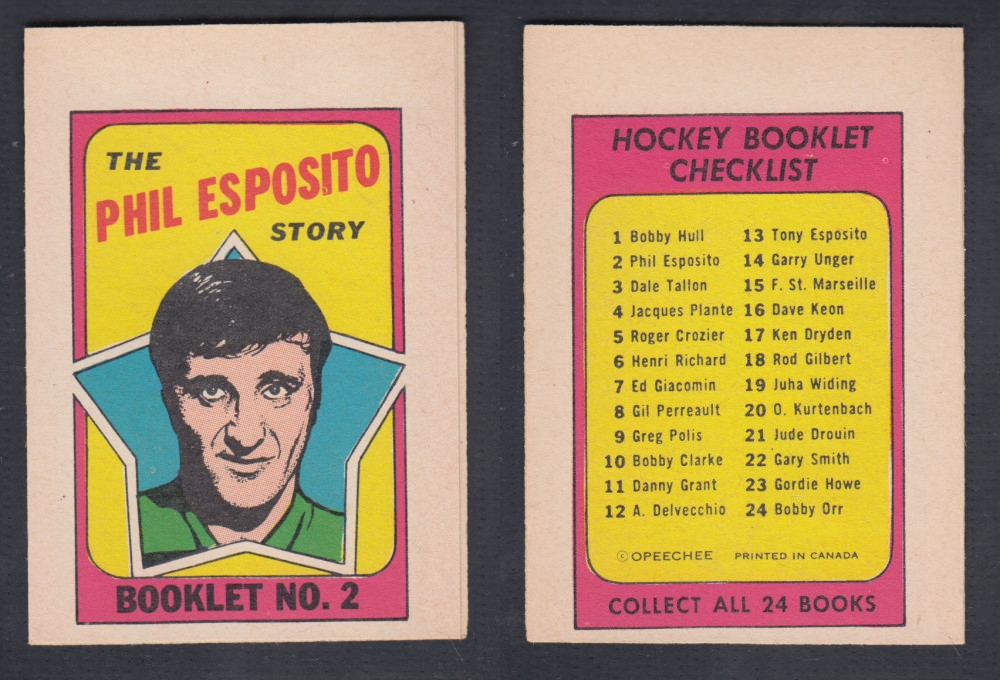 THE
PHIL ESPOSITO
STORY
BOOKLET NO. 2
HOCKEY BOOKLET
CHECKLIST
1 Bobby Hull
2 Phil Esposito
3 Dale Tallon
4 Jacques Plante
5 Roger Crozier
6 Henri Richard
7 Ed Giacomin
8 Gil Perreault
9 Greg Polis
10 Bobby Clarke
11 Danny Grant
12 A. Delvecchio
13 Tony Esposito
14 Garry Unger
15 F. St. Marseille
16 Dave Keon
17 Ken Dryden
18 Rod Gilbert
19 Juha Widing
20 O. Kurtenbach
21 Jude Drouin
22 Gary Smith
23 Gordie Howe
24 Bobby Orr
© OPEECHEE PRINTED IN CANADA
COLLECT ALL 24 BOOKS